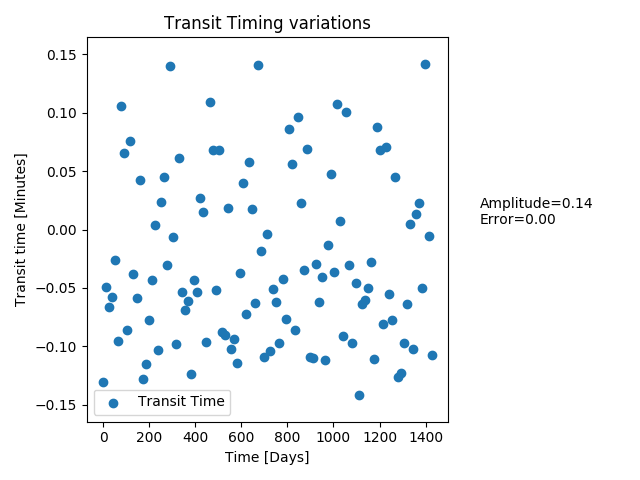 Transit Timing variations
0.15
0.10
0.05
0.00
−0.05
−0.10
−0.15
Transit time [Minutes]
Amplitude=0.14
Error=0.00
Transit Time
0 200 400 600 800 1000 1200 1400
Time [Days]